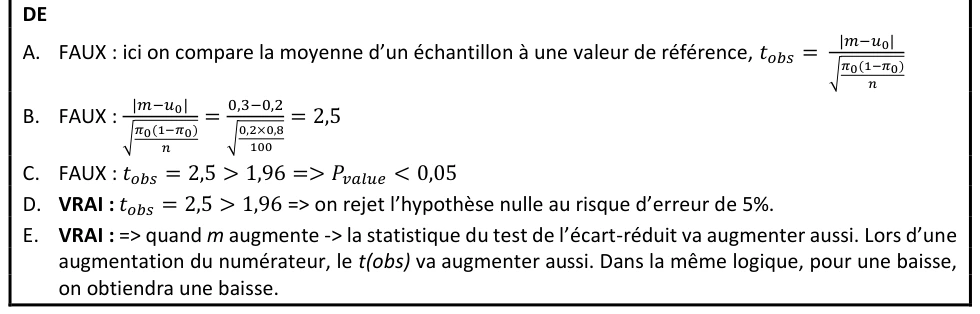 DE
A. FAUX : ici on compare la moyenne d'un échantillon à une valeur de référence, t_obs = |m−u₀| / √(π₀(1−π₀)/n)
B. FAUX : |m−u₀| / √(π₀(1−π₀)/n) = 0,3−0,2 / √(0,2×0,8/100) = 2,5
C. FAUX : t_obs = 2,5 > 1,96 => P_value < 0,05
D. VRAI : t_obs = 2,5 > 1,96 => on rejet l'hypothèse nulle au risque d'erreur de 5%.
E. VRAI : => quand m augmente -> la statistique du test de l'écart-réduit va augmenter aussi. Lors d'une
augmentation du numérateur, le t(obs) va augmenter aussi. Dans la même logique, pour une baisse,
on obtiendra une baisse.